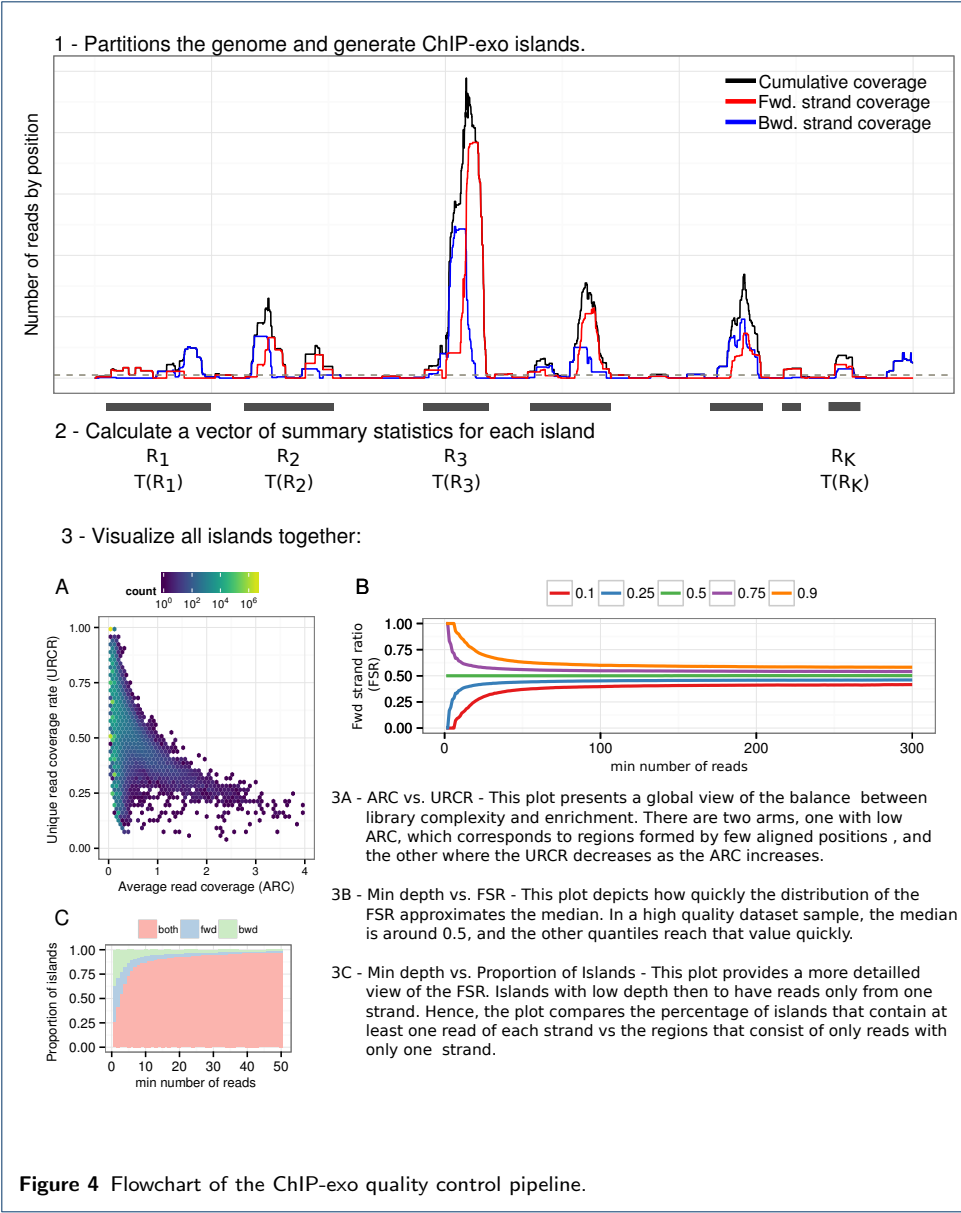 1 - Partitions the genome and generate ChIP-exo islands.
Number of reads by position
Cumulative coverage
Fwd. strand coverage
Bwd. strand coverage
2 - Calculate a vector of summary statistics for each island
R1 R2 R3 RK
T(R1) T(R2) T(R3) T(RK)
3 - Visualize all islands together:
A
count
10^0 10^2 10^4 10^6
Unique read coverage rate (URCR)
1.00
0.75
0.50
0.25
0.00
0 1 2 3 4
Average read coverage (ARC)
B
0.1 0.25 0.5 0.75 0.9
Fwd strand ratio
(FSR)
1.00
0.75
0.50
0.25
0.00
0 100 200 300
min number of reads
3A - ARC vs. URCR - This plot presents a global view of the balance between
library complexity and enrichment. There are two arms, one with low
ARC, which corresponds to regions formed by few aligned positions , and
the other where the URCR decreases as the ARC increases.
3B - Min depth vs. FSR - This plot depicts how quickly the distribution of the
FSR approximates the median. In a high quality dataset sample, the median
is around 0.5, and the other quantiles reach that value quickly.
C
both fwd bwd
Proportion of islands
1.00
0.75
0.50
0.25
0.00
0 10 20 30 40 50
min number of reads
3C - Min depth vs. Proportion of Islands - This plot provides a more detailled
view of the FSR. Islands with low depth then to have reads only from one
strand. Hence, the plot compares the percentage of islands that contain at
least one read of each strand vs the regions that consist of only reads with
only one strand.
Figure 4 Flowchart of the ChIP-exo quality control pipeline.